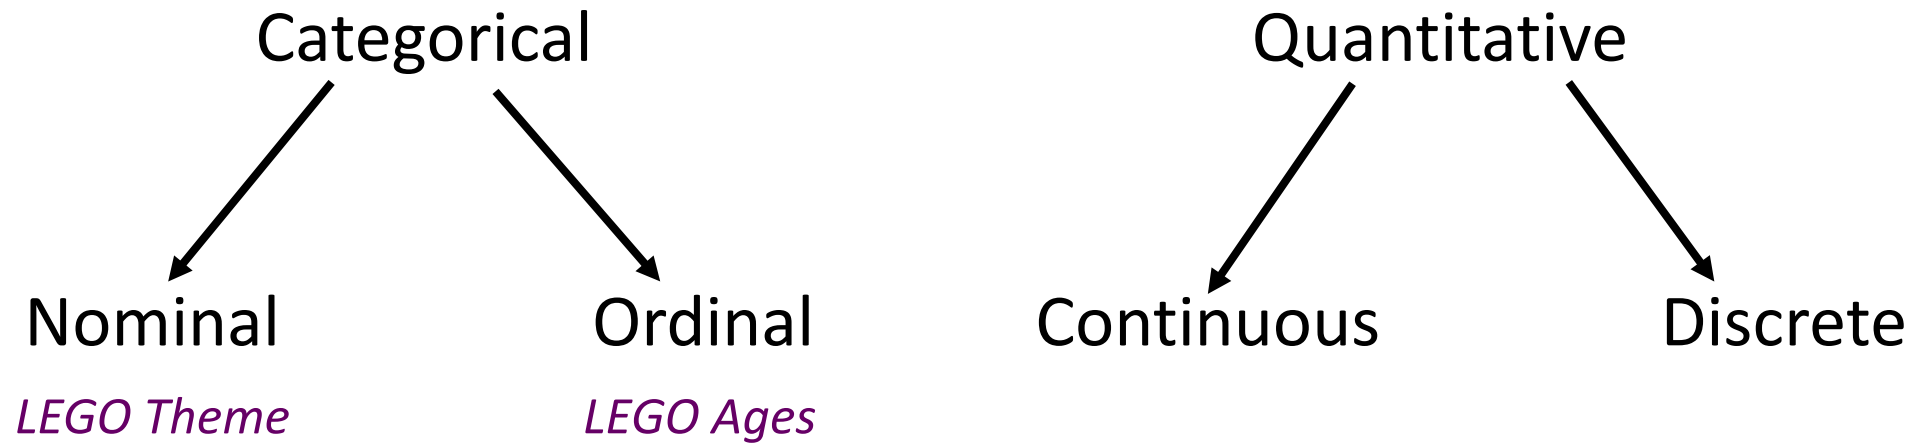 Categorical
Quantitative
Nominal
Ordinal
Continuous
Discrete
LEGO Theme
LEGO Ages